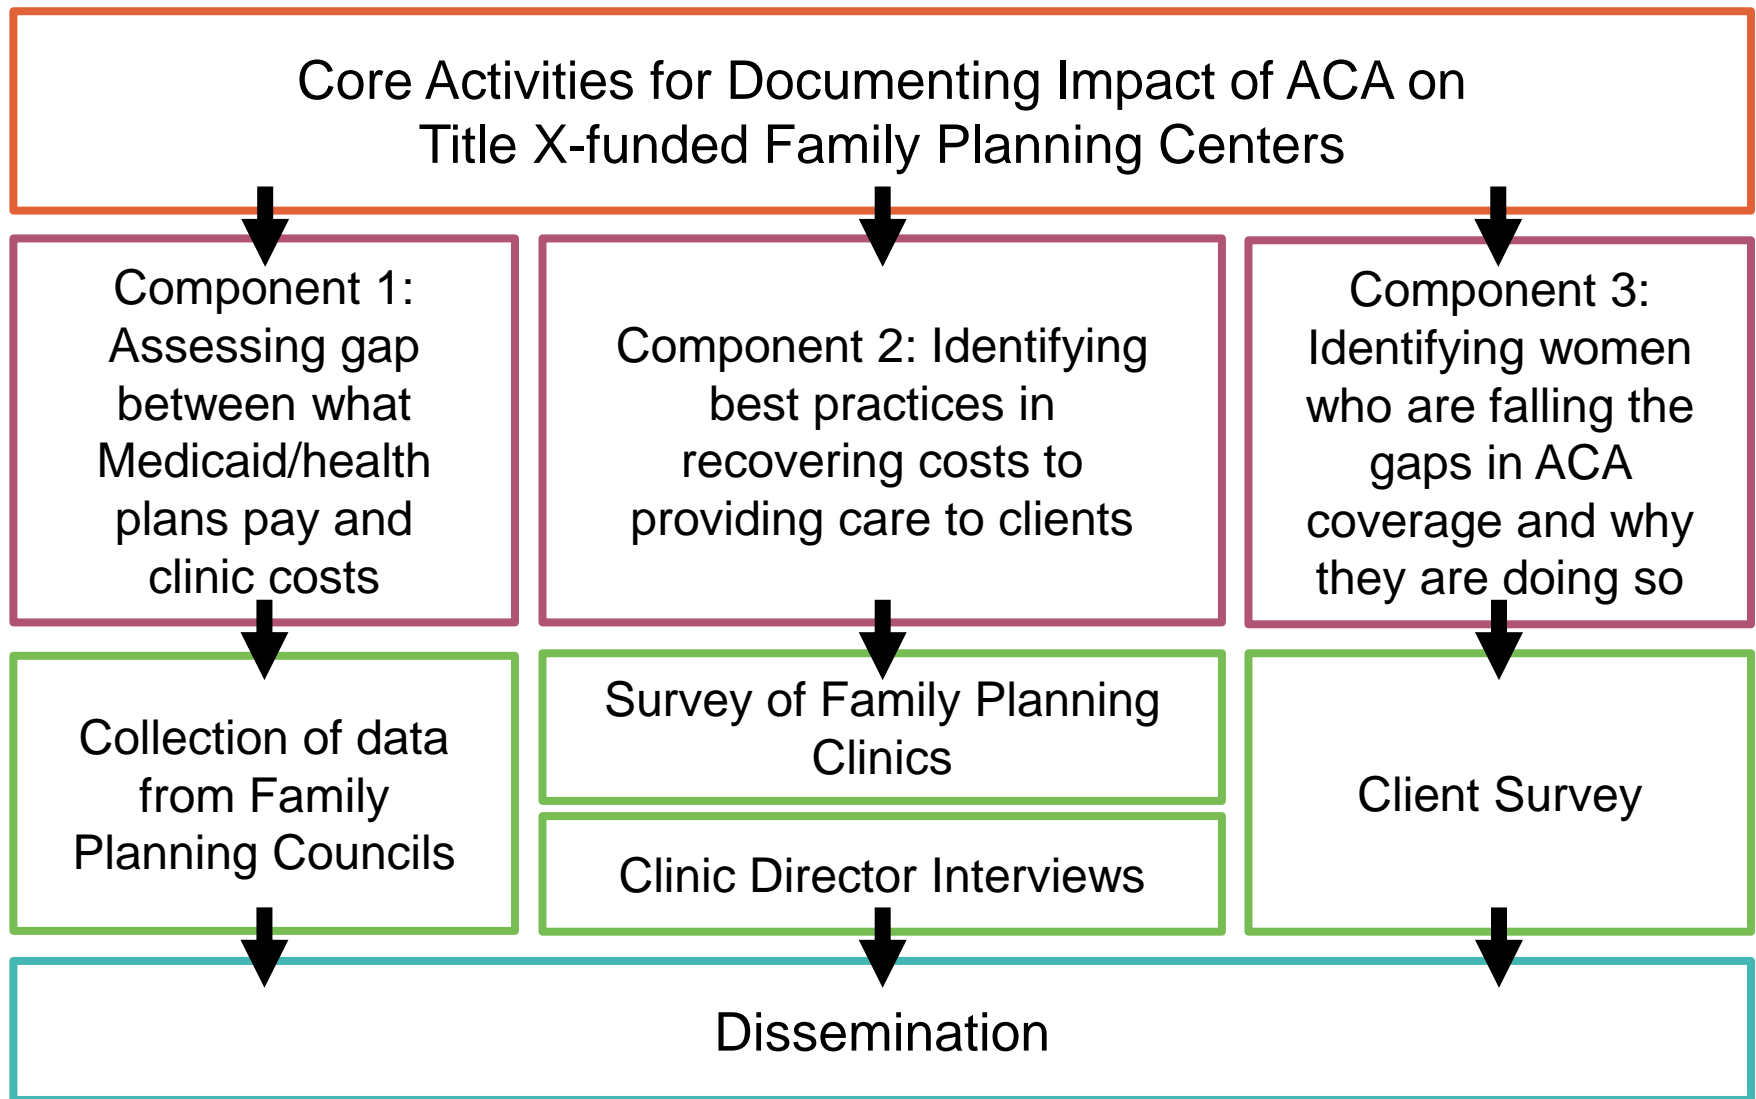 Core Activities for Documenting Impact of ACA on
Title X-funded Family Planning Centers
Component 1:
Assessing gap
between what
Medicaid/health
plans pay and
clinic costs
Component 2: Identifying
best practices in
recovering costs to
providing care to clients
Component 3:
Identifying women
who are falling the
gaps in ACA
coverage and why
they are doing so
Collection of data
from Family
Planning Councils
Survey of Family Planning
Clinics
Clinic Director Interviews
Client Survey
Dissemination